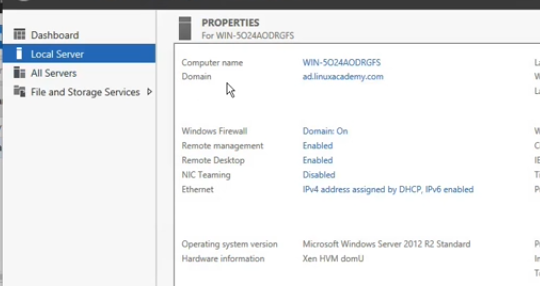 Dashboard
Local Server
All Servers
File and Storage Services
PROPERTIES
For WIN-5O24AODRGFS
Computer name WIN-5O24AODRGFS
Domain ad.linuxacademy.com
Windows Firewall Domain: On
Remote management Enabled
Remote Desktop Enabled
NIC Teaming Disabled
Ethernet IPv4 address assigned by DHCP, IPv6 enabled
Operating system version Microsoft Windows Server 2012 R2 Standard
Hardware information Xen HVM domU